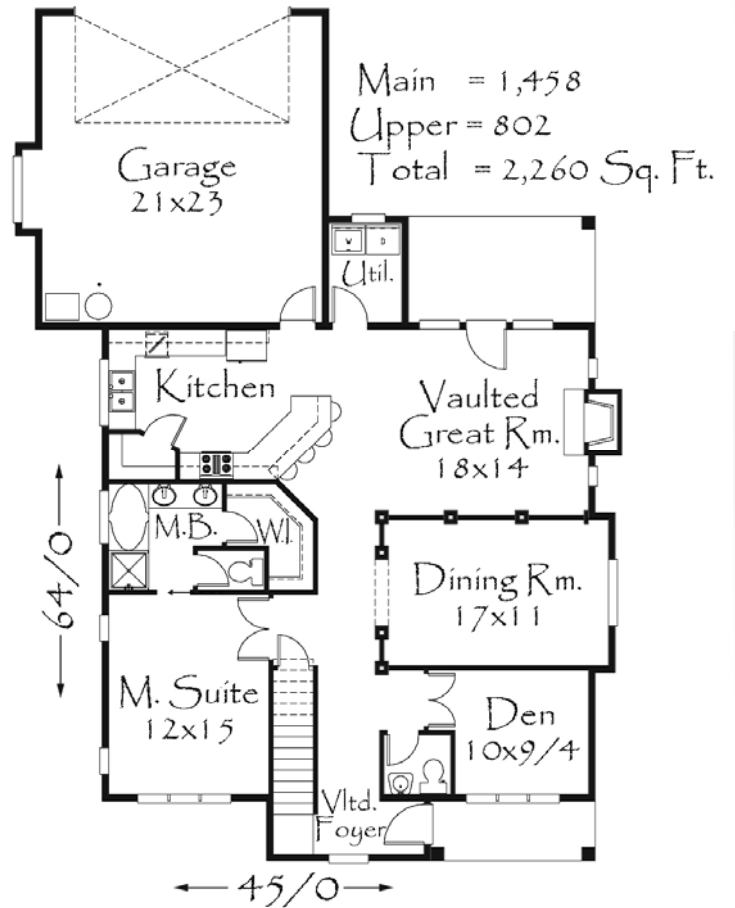 Main = 1,458
Upper = 802
Total = 2,260 Sq. Ft.
Garage
21x23
W D
Util.
Kitchen
Vaulted
Great Rm.
18x14
M.B.
W.I.
Dining Rm.
17x11
64/0
M. Suite
12x15
Den
10x9/4
Vltd.
Foyer
45/0